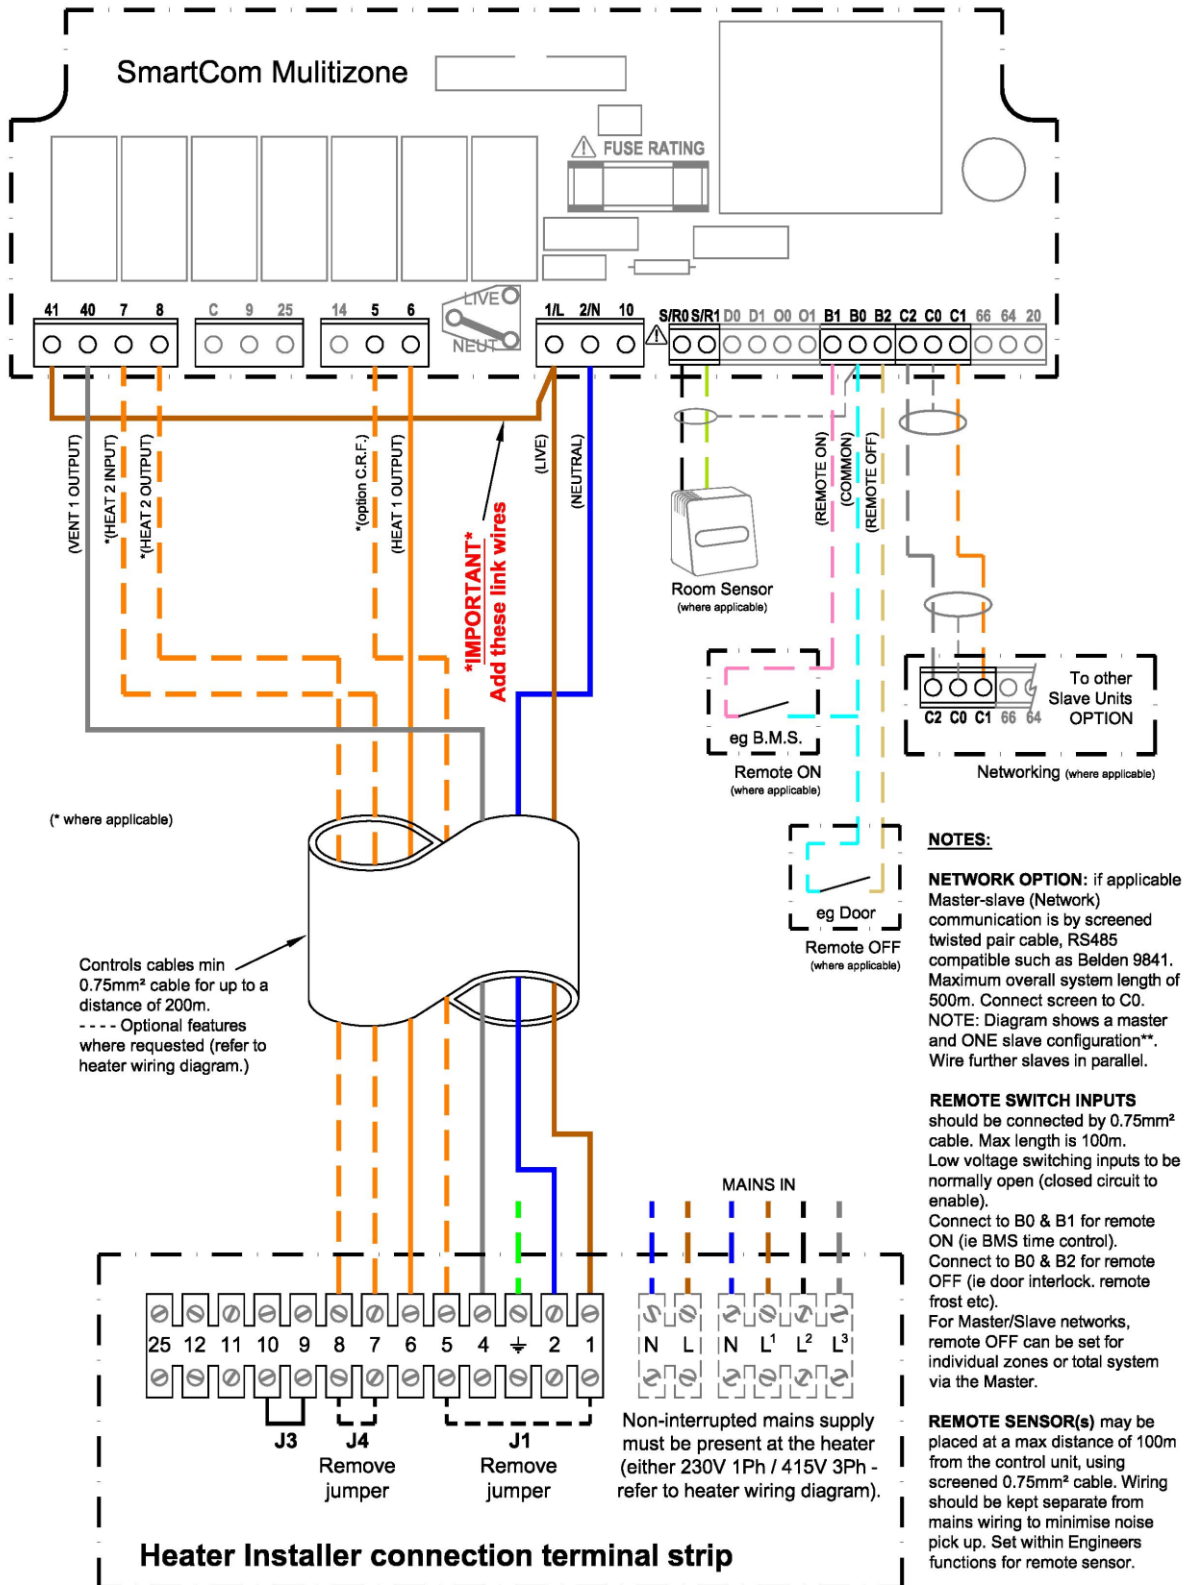 SmartCom Mulitizone
FUSE RATING
LIVE
NEUT
41 40 7 8
C 9 25
14 5 6
1/L 2/N 10
S/R0 S/R1 D0 D1 O0 O1 B1 B0 B2 C2 C0 C1 66 64 20
(VENT 1 OUTPUT)
*(HEAT 2 INPUT)
*(HEAT 2 OUTPUT)
*(option C.R.F.)
(HEAT 1 OUTPUT)
*IMPORTANT*
Add these link wires
(LIVE)
(NEUTRAL)
Room Sensor
(where applicable)
(REMOTE ON)
(COMMON)
(REMOTE OFF)
eg B.M.S.
Remote ON
(where applicable)
To other
Slave Units
OPTION
C2 C0 C1 66 64
Networking (where applicable)
eg Door
Remote OFF
(where applicable)
(* where applicable)
Controls cables min
0.75mm² cable for up to a
distance of 200m.
---- Optional features
where requested (refer to
heater wiring diagram.)
NOTES:
NETWORK OPTION: if applicable
Master-slave (Network)
communication is by screened
twisted pair cable, RS485
compatible such as Belden 9841.
Maximum overall system length of
500m. Connect screen to C0.
NOTE: Diagram shows a master
and ONE slave configuration**.
Wire further slaves in parallel.
REMOTE SWITCH INPUTS
should be connected by 0.75mm²
cable. Max length is 100m.
Low voltage switching inputs to be
normally open (closed circuit to
enable).
Connect to B0 & B1 for remote
ON (ie BMS time control).
Connect to B0 & B2 for remote
OFF (ie door interlock. remote
frost etc).
For Master/Slave networks,
remote OFF can be set for
individual zones or total system
via the Master.
REMOTE SENSOR(s) may be
placed at a max distance of 100m
from the control unit, using
screened 0.75mm² cable. Wiring
should be kept separate from
mains wiring to minimise noise
pick up. Set within Engineers
functions for remote sensor.
MAINS IN
25 12 11 10 9 8 7 6 5 4 ⏚ 2 1
N L N L¹ L² L³
J3
J4
Remove
jumper
J1
Remove
jumper
Non-interrupted mains supply
must be present at the heater
(either 230V 1Ph / 415V 3Ph -
refer to heater wiring diagram).
Heater Installer connection terminal strip